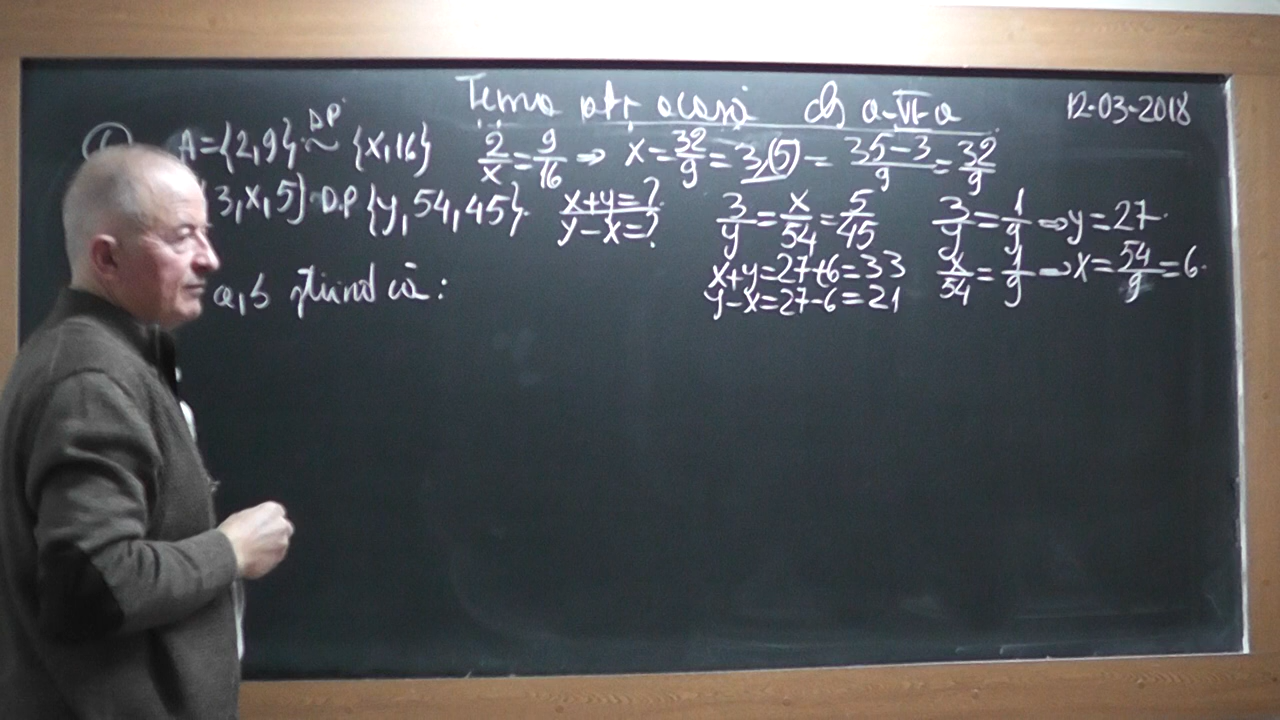 Tema ptr acasă cls a-VI-a 12-03-2018
A={2,9} ~ DP {x,16} 2/x=9/16 ⇒ x=32/9=3,(5)=35-3/9=32/9
{3,x,5} DP {y,54,45} x+y=? y-x=? 3/y=x/54=5/45 3/y=1/9 ⇒ y=27.
x+y=27+6=33 x/54=1/9 ⇒ x=54/9=6.
y-x=27-6=21
a,b știind că: